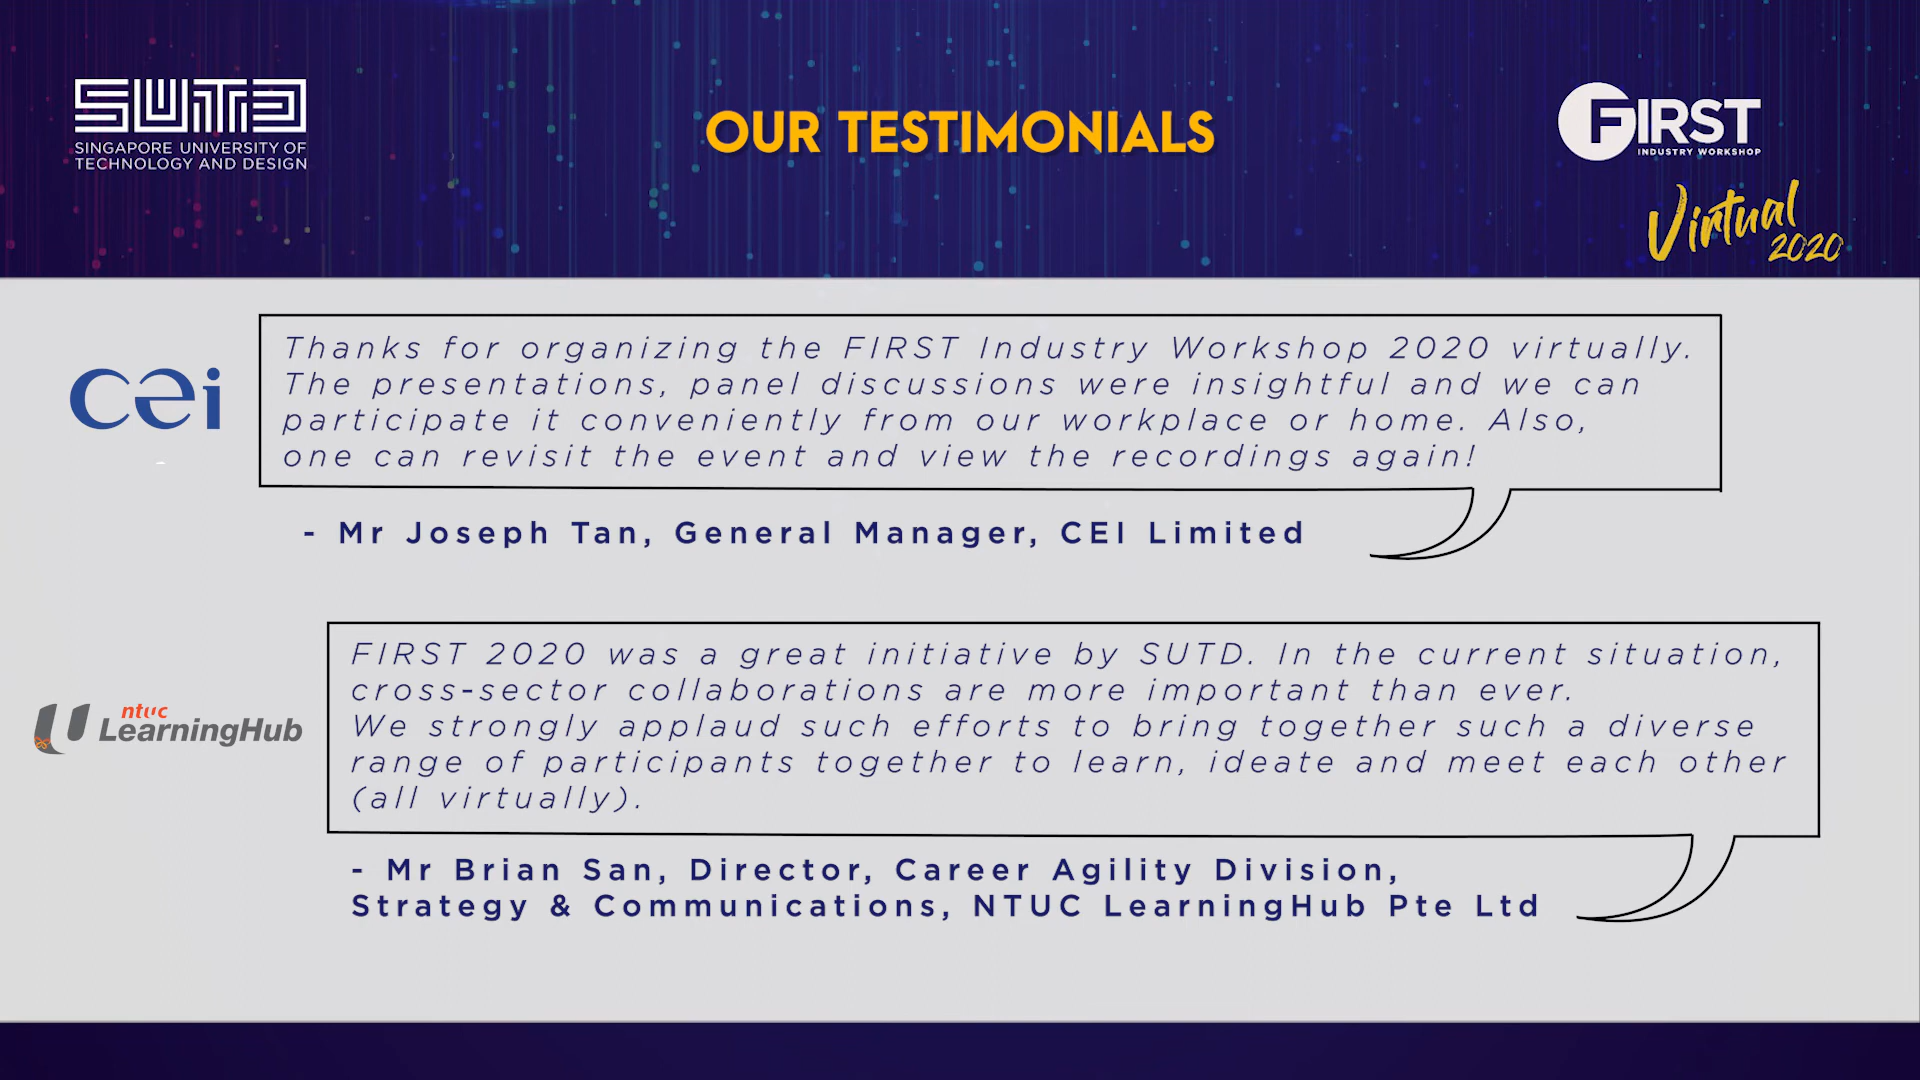 SUTD
SINGAPORE UNIVERSITY OF
TECHNOLOGY AND DESIGN
OUR TESTIMONIALS
FIRST
INDUSTRY WORKSHOP
Virtual
2020
cei
Thanks for organizing the FIRST Industry Workshop 2020 virtually.
The presentations, panel discussions were insightful and we can
participate it conveniently from our workplace or home. Also,
one can revisit the event and view the recordings again!
- Mr Joseph Tan, General Manager, CEI Limited
ntuc
LearningHub
FIRST 2020 was a great initiative by SUTD. In the current situation,
cross-sector collaborations are more important than ever.
We strongly applaud such efforts to bring together such a diverse
range of participants together to learn, ideate and meet each other
(all virtually).
- Mr Brian San, Director, Career Agility Division,
Strategy & Communications, NTUC LearningHub Pte Ltd